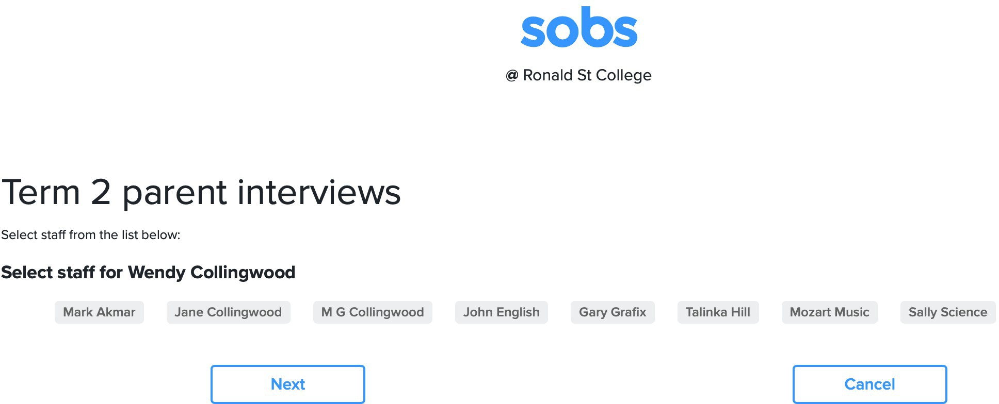 sobs
@ Ronald St College
Term 2 parent interviews
Select staff from the list below:
Select staff for Wendy Collingwood
Mark Akmar Jane Collingwood M G Collingwood John English Gary Grafix Talinka Hill Mozart Music Sally Science
Next Cancel